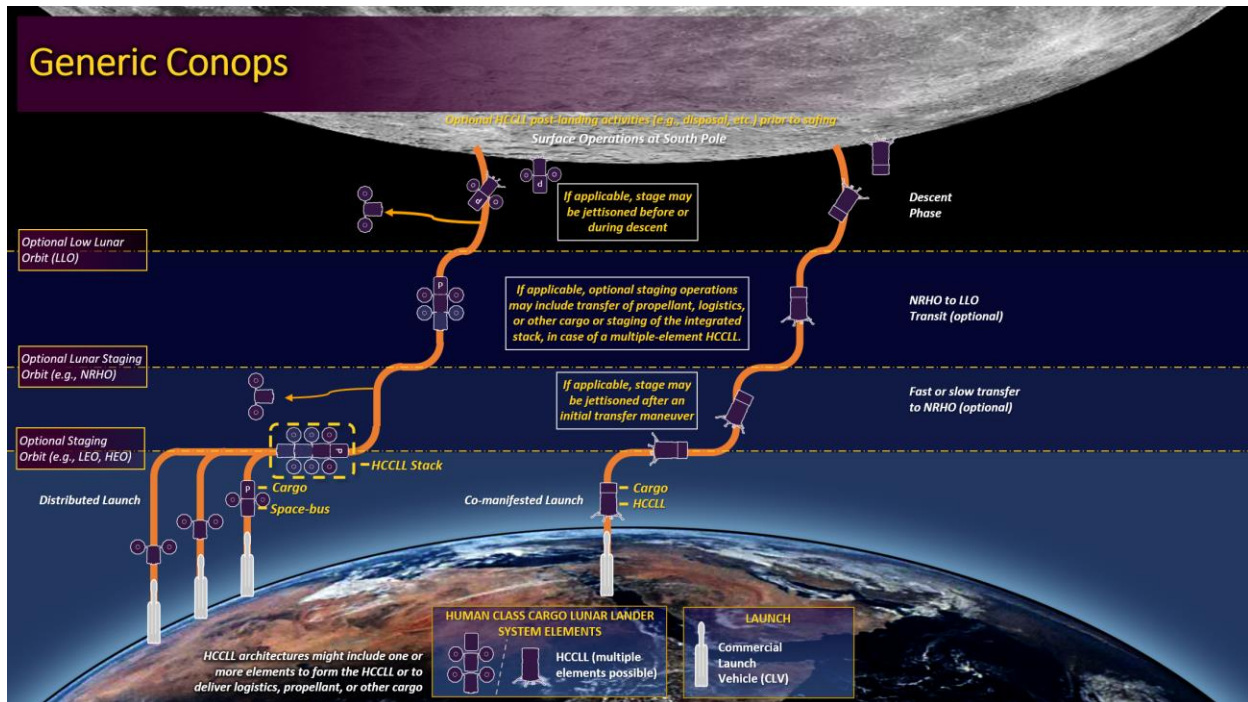 Generic Conops
Optional HCCLL post-landing activities (e.g., disposal, etc.) prior to safing
Surface Operations at South Pole
P
d
If applicable, stage may
be jettisoned before or
during descent
Descent
Phase
Optional Low Lunar
Orbit (LLO)
P
If applicable, optional staging operations
may include transfer of propellant, logistics,
or other cargo or staging of the integrated
stack, in case of a multiple-element HCCLL.
NRHO to LLO
Transit (optional)
Optional Lunar Staging
Orbit (e.g., NRHO)
If applicable, stage may
be jettisoned after an
initial transfer maneuver
Fast or slow transfer
to NRHO (optional)
Optional Staging
Orbit (e.g., LEO, HEO)
P
HCCLL Stack
Distributed Launch
P
Cargo
Space-bus
Co-manifested Launch
Cargo
HCCLL
HCCLL architectures might include one or
more elements to form the HCCLL or to
deliver logistics, propellant, or other cargo
HUMAN CLASS CARGO LUNAR LANDER
SYSTEM ELEMENTS
HCCLL (multiple
elements possible)
LAUNCH
Commercial
Launch
Vehicle (CLV)